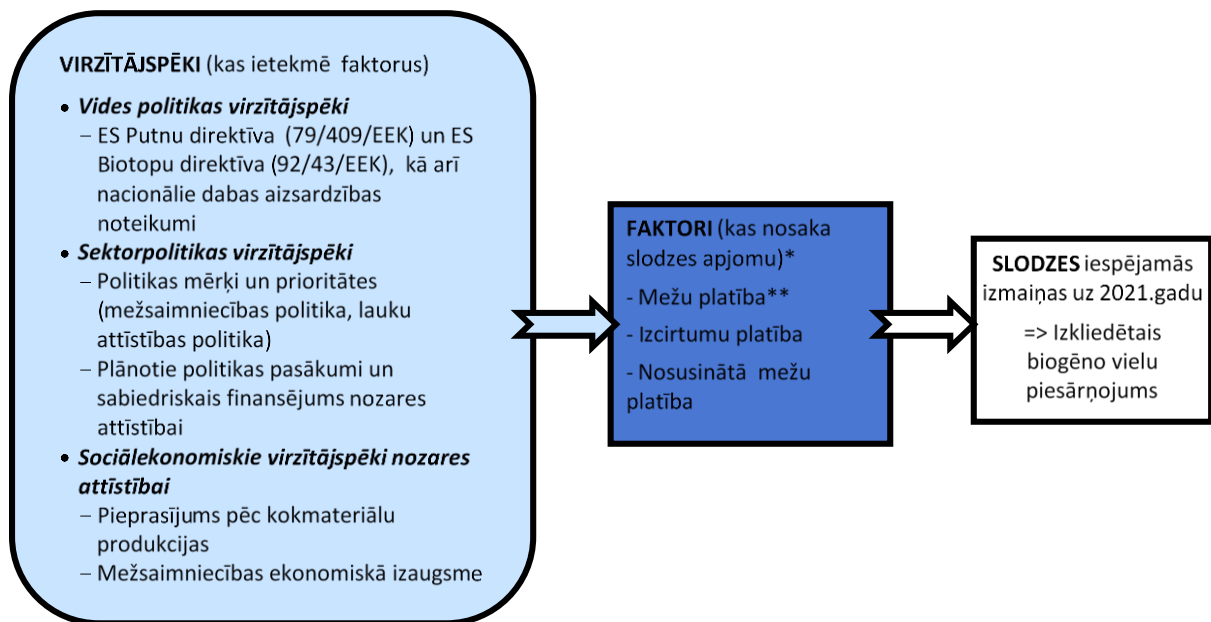 VIRZĪTĀJSPĒKI (kas ietekmē faktorus)
• Vides politikas virzītājspēki
– ES Putnu direktīva (79/409/EEK) un ES
Biotopu direktīva (92/43/EEK), kā arī
nacionālie dabas aizsardzības
noteikumi
• Sektorpolitikas virzītājspēki
– Politikas mērķi un prioritātes
(mežsaimniecības politika, lauku
attīstības politika)
– Plānotie politikas pasākumi un
sabiedriskais finansējums nozares
attīstībai
• Sociālekonomiskie virzītājspēki nozares
attīstībai
– Pieprasījums pēc kokmateriālu
produkcijas
– Mežsaimniecības ekonomiskā izaugsme
FAKTORI (kas nosaka
slodzes apjomu)*
- Mežu platība**
- Izcirtumu platība
- Nosusinātā mežu
platība
SLODZES iespējamās
izmaiņas uz 2021.gadu
=> Izkliedētais
biogēno vielu
piesārņojums